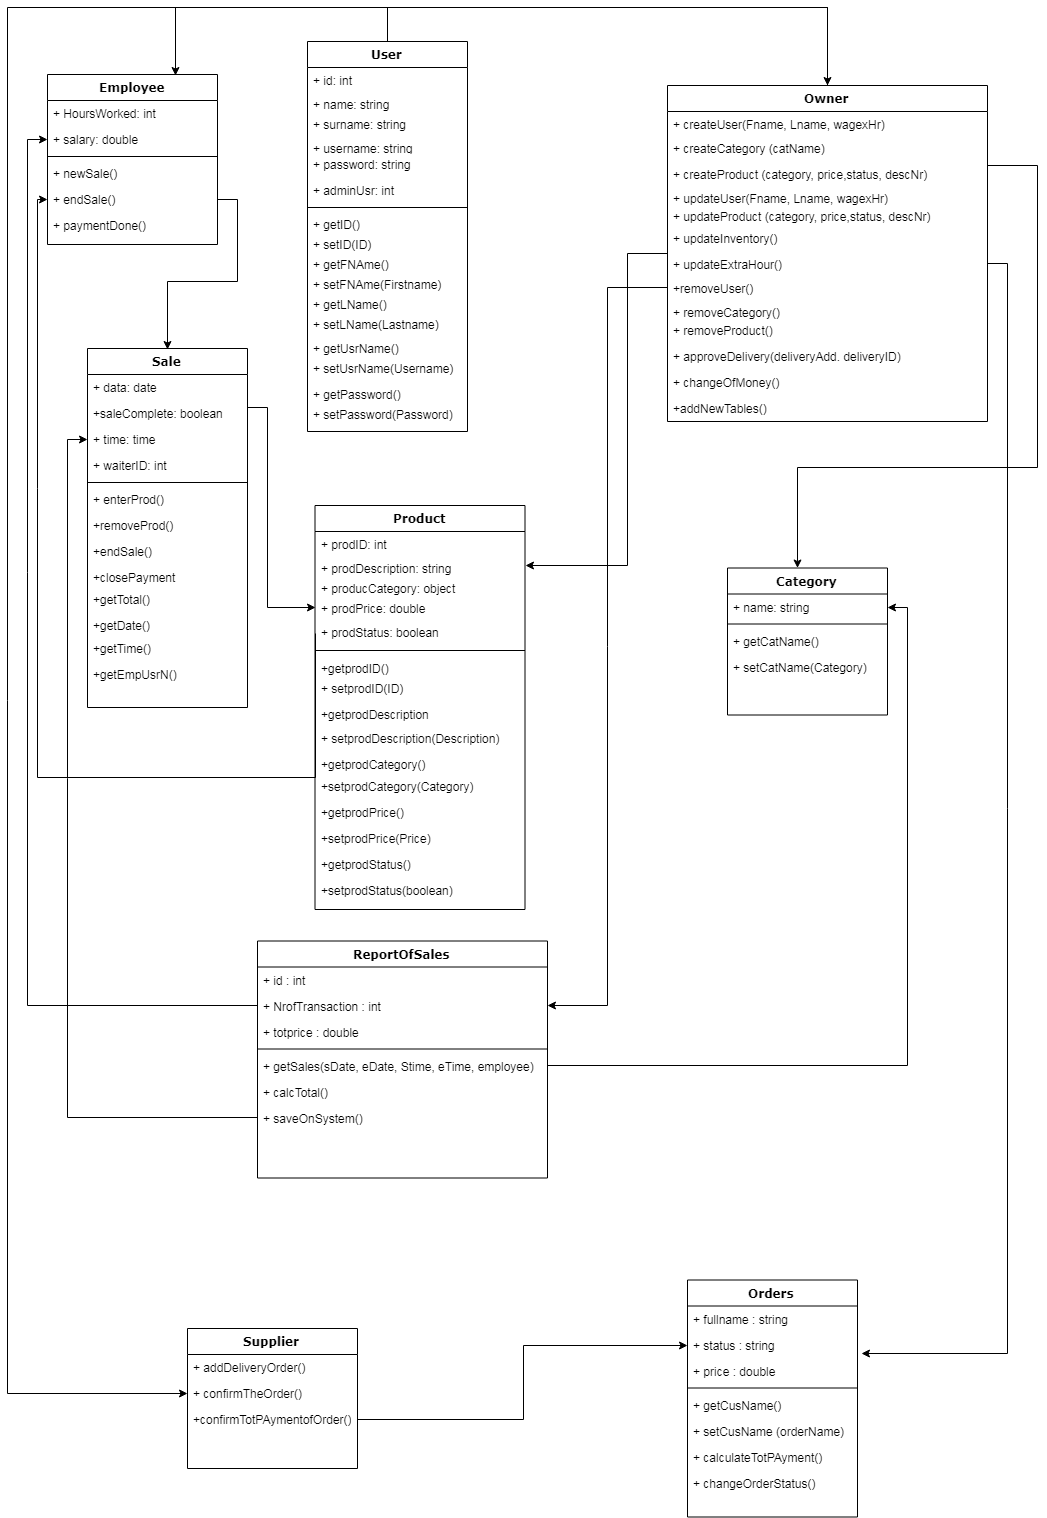 User
+ id: int
+ name: string
+ surname: string
+ username: string
+ password: string
+ adminUsr: int
+ getID()
+ setID(ID)
+ getFNAme()
+ setFNAme(Firstname)
+ getLName()
+ setLName(Lastname)
+ getUsrName()
+ setUsrName(Username)
+ getPassword()
+ setPassword(Password)
Employee
+ HoursWorked: int
+ salary: double
+ newSale()
+ endSale()
+ paymentDone()
Owner
+ createUser(Fname, Lname, wagexHr)
+ createCategory (catName)
+ createProduct (category, price,status, descNr)
+ updateUser(Fname, Lname, wagexHr)
+ updateProduct (category, price,status, descNr)
+ updateInventory()
+ updateExtraHour()
+removeUser()
+ removeCategory()
+ removeProduct()
+ approveDelivery(deliveryAdd. deliveryID)
+ changeOfMoney()
+addNewTables()
Sale
+ data: date
+saleComplete: boolean
+ time: time
+ waiterID: int
+ enterProd()
+removeProd()
+endSale()
+closePayment
+getTotal()
+getDate()
+getTime()
+getEmpUsrN()
Product
+ prodID: int
+ prodDescription: string
+ producCategory: object
+ prodPrice: double
+ prodStatus: boolean
+getprodID()
+ setprodID(ID)
+getprodDescription
+ setprodDescription(Description)
+getprodCategory()
+setprodCategory(Category)
+getprodPrice()
+setprodPrice(Price)
+getprodStatus()
+setprodStatus(boolean)
Category
+ name: string
+ getCatName()
+ setCatName(Category)
ReportOfSales
+ id : int
+ NrofTransaction : int
+ totprice : double
+ getSales(sDate, eDate, Stime, eTime, employee)
+ calcTotal()
+ saveOnSystem()
Supplier
+ addDeliveryOrder()
+ confirmTheOrder()
+confirmTotPAymentofOrder()
Orders
+ fullname : string
+ status : string
+ price : double
+ getCusName()
+ setCusName (orderName)
+ calculateTotPAyment()
+ changeOrderStatus()